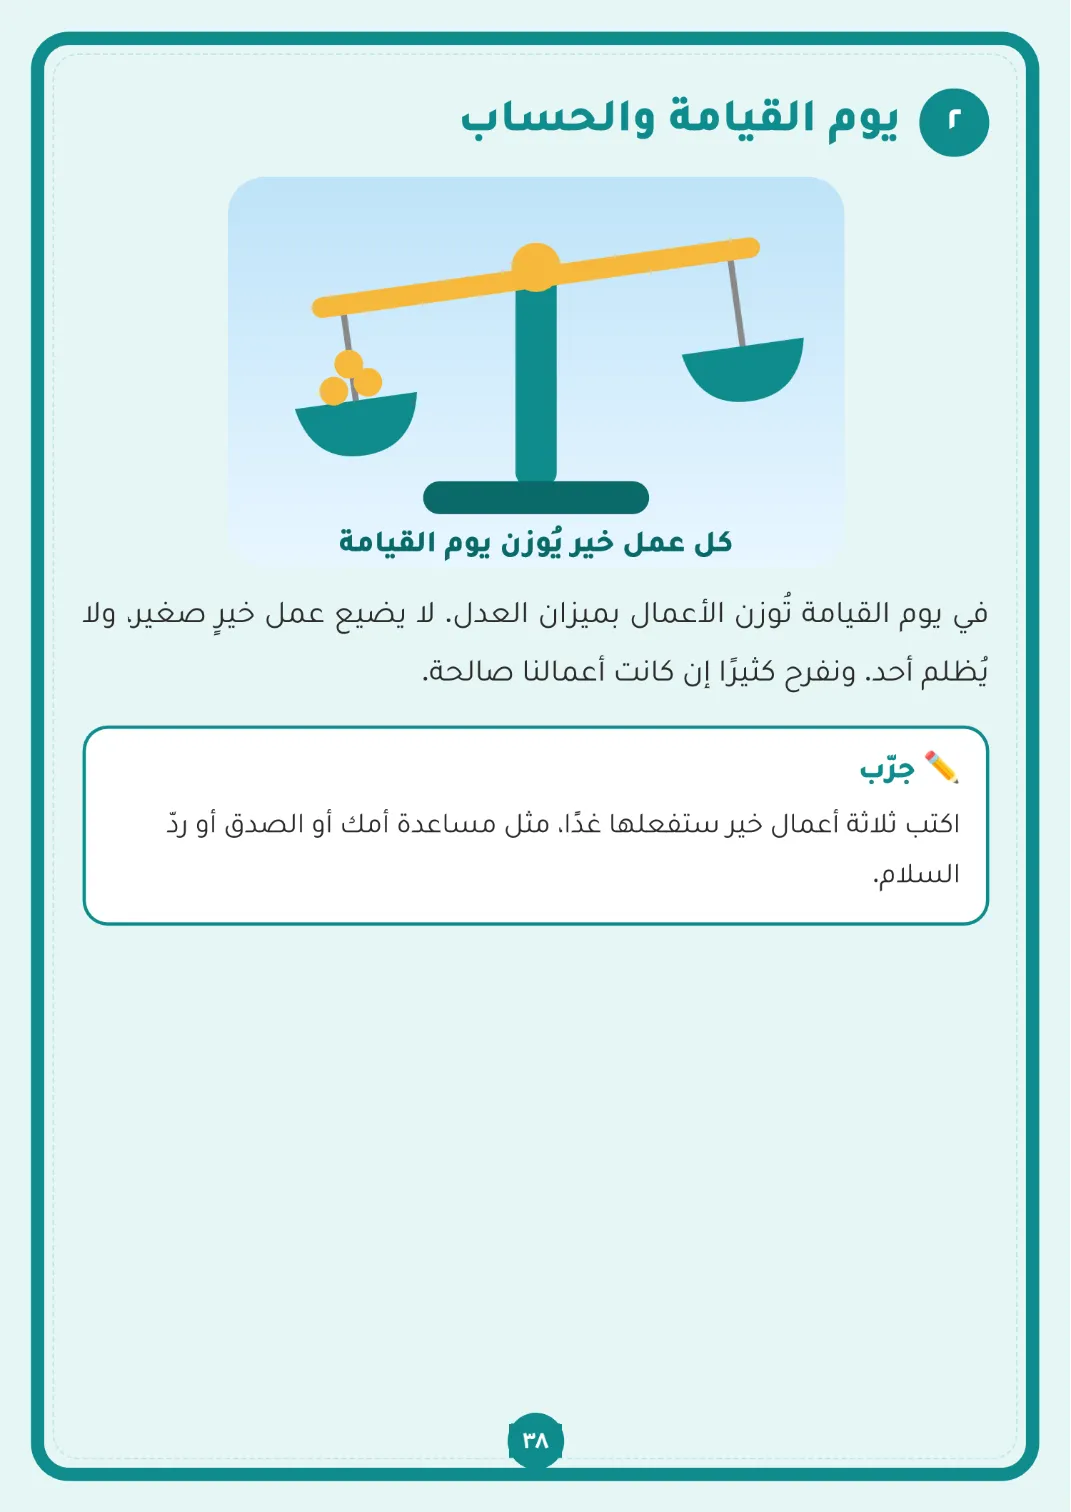 ٢
يوم القيامة والحساب
كل عمل خير يُوزن يوم القيامة
في يوم القيامة تُوزن الأعمال بميزان العدل. لا يضيع عمل خيرٍ صغير، ولا
يُظلم أحد. ونفرح كثيرًا إن كانت أعمالنا صالحة.
✏️ جرّب
اكتب ثلاثة أعمال خير ستفعلها غدًا، مثل مساعدة أمك أو الصدق أو ردّ
السلام.
٣٨